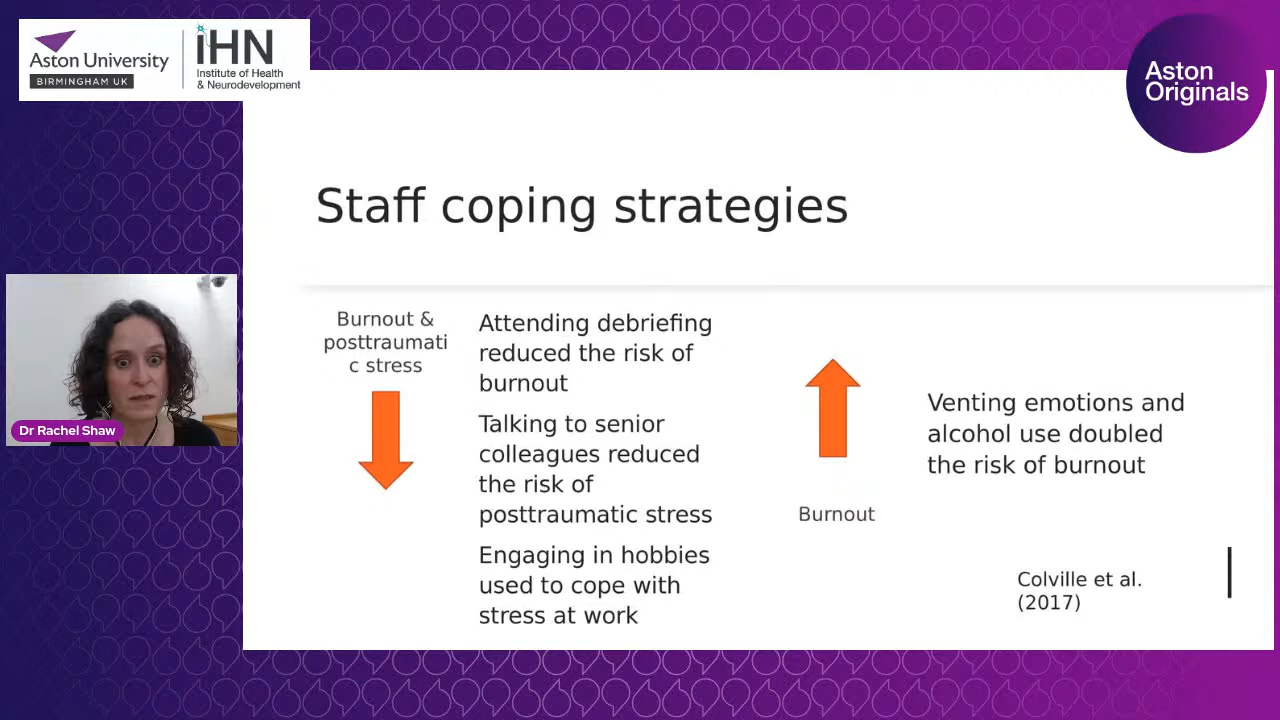 Aston University
BIRMINGHAM UK
iHN
Institute of Health
& Neurodevelopment
Aston
Originals
Staff coping strategies
Burnout &
posttraumati
c stress
Attending debriefing
reduced the risk of
burnout
Talking to senior
colleagues reduced
the risk of
posttraumatic stress
Engaging in hobbies
used to cope with
stress at work
Burnout
Venting emotions and
alcohol use doubled
the risk of burnout
Colville et al.
(2017)
Dr Rachel Shaw